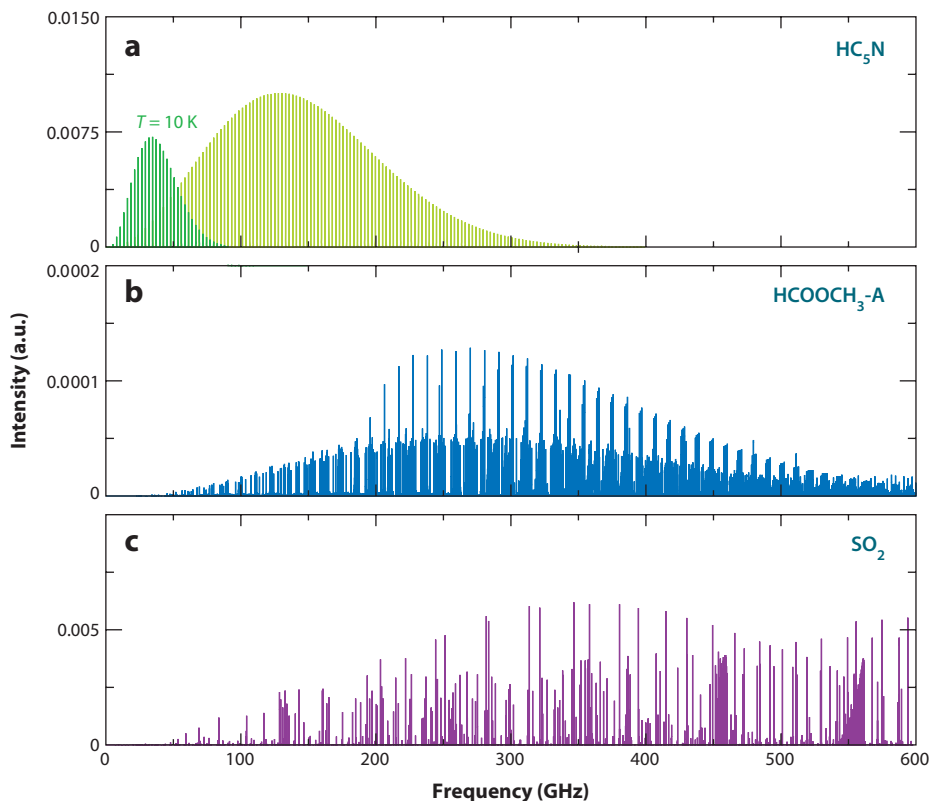 0.0150
a
HC₅N
T = 10 K
0.0075
0
0.0002
b
HCOOCH₃-A
0.0001
0
Intensity (a.u.)
c
SO₂
0.005
0
0 100 200 300 400 500 600
Frequency (GHz)